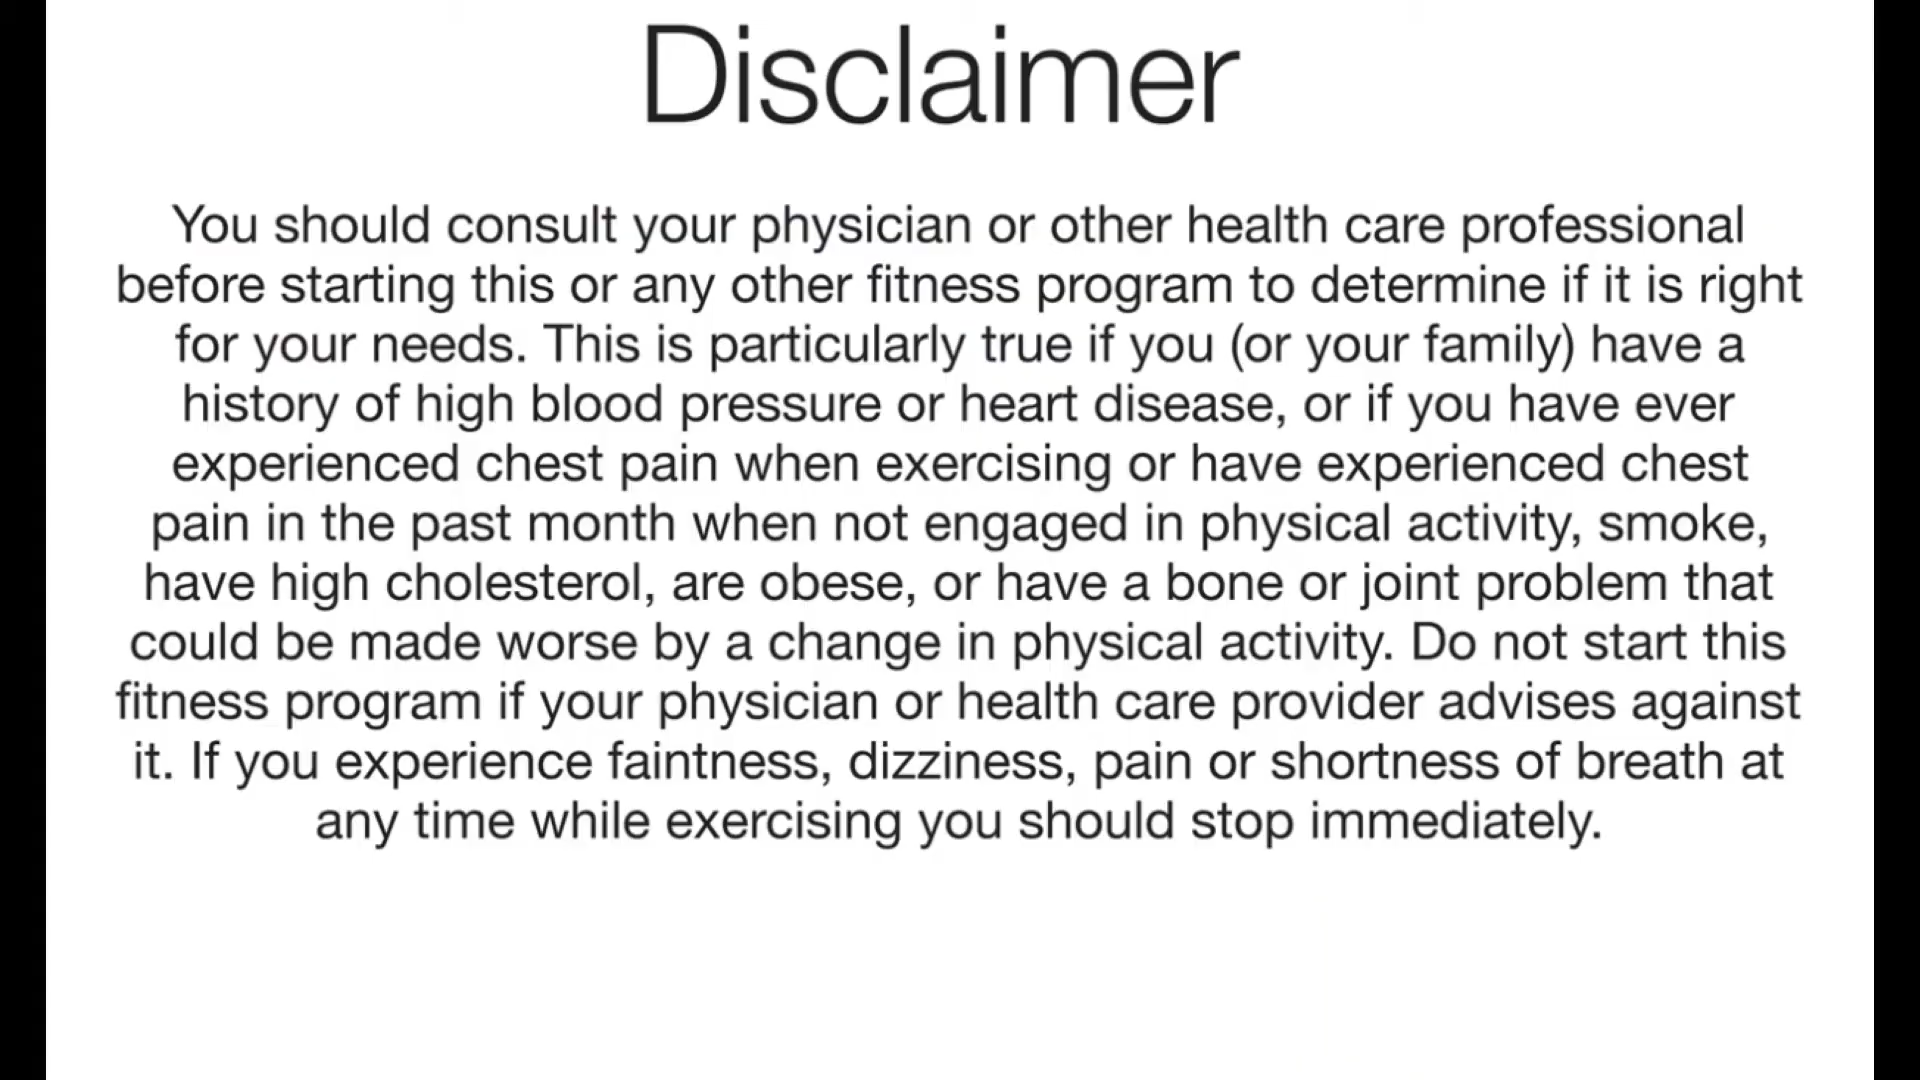 Disclaimer
You should consult your physician or other health care professional
before starting this or any other fitness program to determine if it is right
for your needs. This is particularly true if you (or your family) have a
history of high blood pressure or heart disease, or if you have ever
experienced chest pain when exercising or have experienced chest
pain in the past month when not engaged in physical activity, smoke,
have high cholesterol, are obese, or have a bone or joint problem that
could be made worse by a change in physical activity. Do not start this
fitness program if your physician or health care provider advises against
it. If you experience faintness, dizziness, pain or shortness of breath at
any time while exercising you should stop immediately.